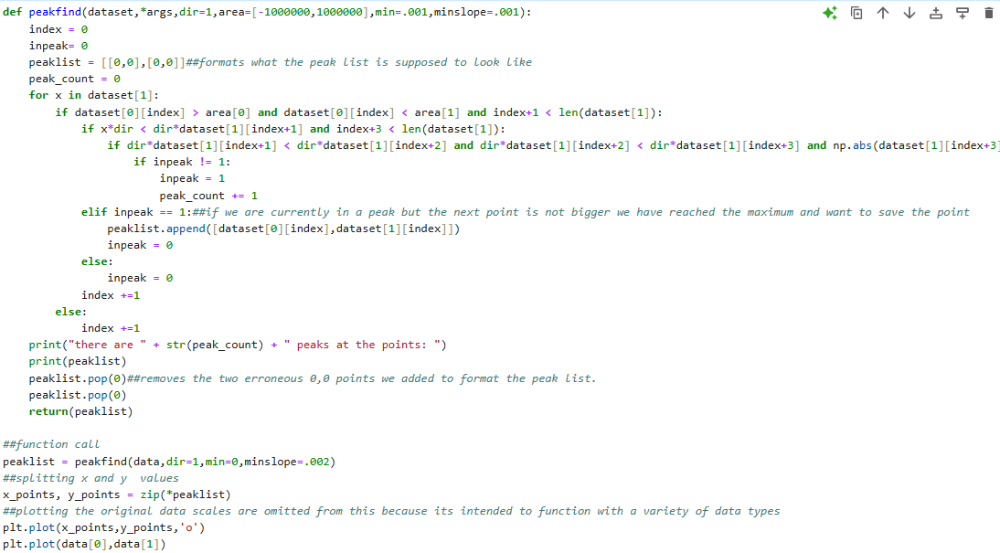 def peakfind(dataset,*args,dir=1,area=[-1000000,1000000],min=.001,minslope=.001):
    index = 0
    inpeak= 0
    peaklist = [[0,0],[0,0]]##formats what the peak list is supposed to look like
    peak_count = 0
    for x in dataset[1]:
        if dataset[0][index] > area[0] and dataset[0][index] < area[1] and index+1 < len(dataset[1]):
            if x*dir < dir*dataset[1][index+1] and index+3 < len(dataset[1]):
                if dir*dataset[1][index+1] < dir*dataset[1][index+2] and dir*dataset[1][index+2] < dir*dataset[1][index+3] and np.abs(dataset[1][index+3]
                    if inpeak != 1:
                        inpeak = 1
                        peak_count += 1
            elif inpeak == 1:##if we are currently in a peak but the next point is not bigger we have reached the maximum and want to save the point
                peaklist.append([dataset[0][index],dataset[1][index]])
                inpeak = 0
            else:
                inpeak = 0
            index +=1
        else:
            index +=1
    print("there are " + str(peak_count) + " peaks at the points: ")
    print(peaklist)
    peaklist.pop(0)##removes the two erroneous 0,0 points we added to format the peak list.
    peaklist.pop(0)
    return(peaklist)

##function call
peaklist = peakfind(data,dir=1,min=0,minslope=.002)
##splitting x and y  values
x_points, y_points = zip(*peaklist)
##plotting the original data scales are omitted from this because its intended to function with a variety of data types
plt.plot(x_points,y_points,'o')
plt.plot(data[0],data[1])